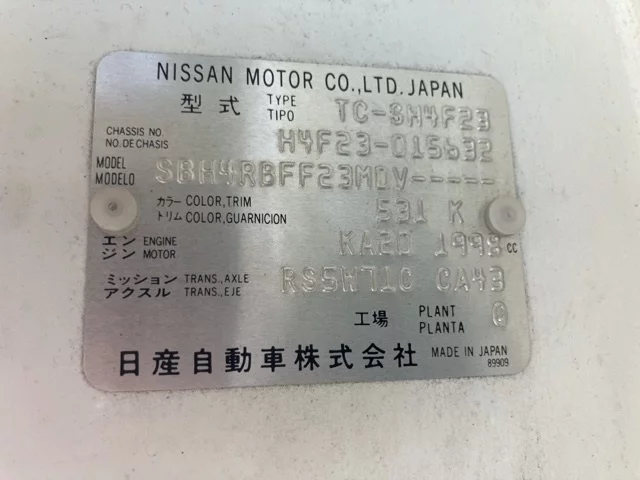 NISSAN MOTOR CO.,LTD. JAPAN
型式 TYPE TIPO TC-SH4F23
CHASSIS NO. NO. DE CHASIS H4F23-015632
MODEL MODELO SBH4RBFF23MDV-----
カラー COLOR,TRIM トリム COLOR,GUARNICION 531 K
エンジン ENGINE MOTOR KA20 1998 cc
ミッション TRANS.,AXLE アクスル TRANS.,EJE RS5W71C CA43
工場 PLANT PLANTA 0
日産自動車株式会社 MADE IN JAPAN
89909